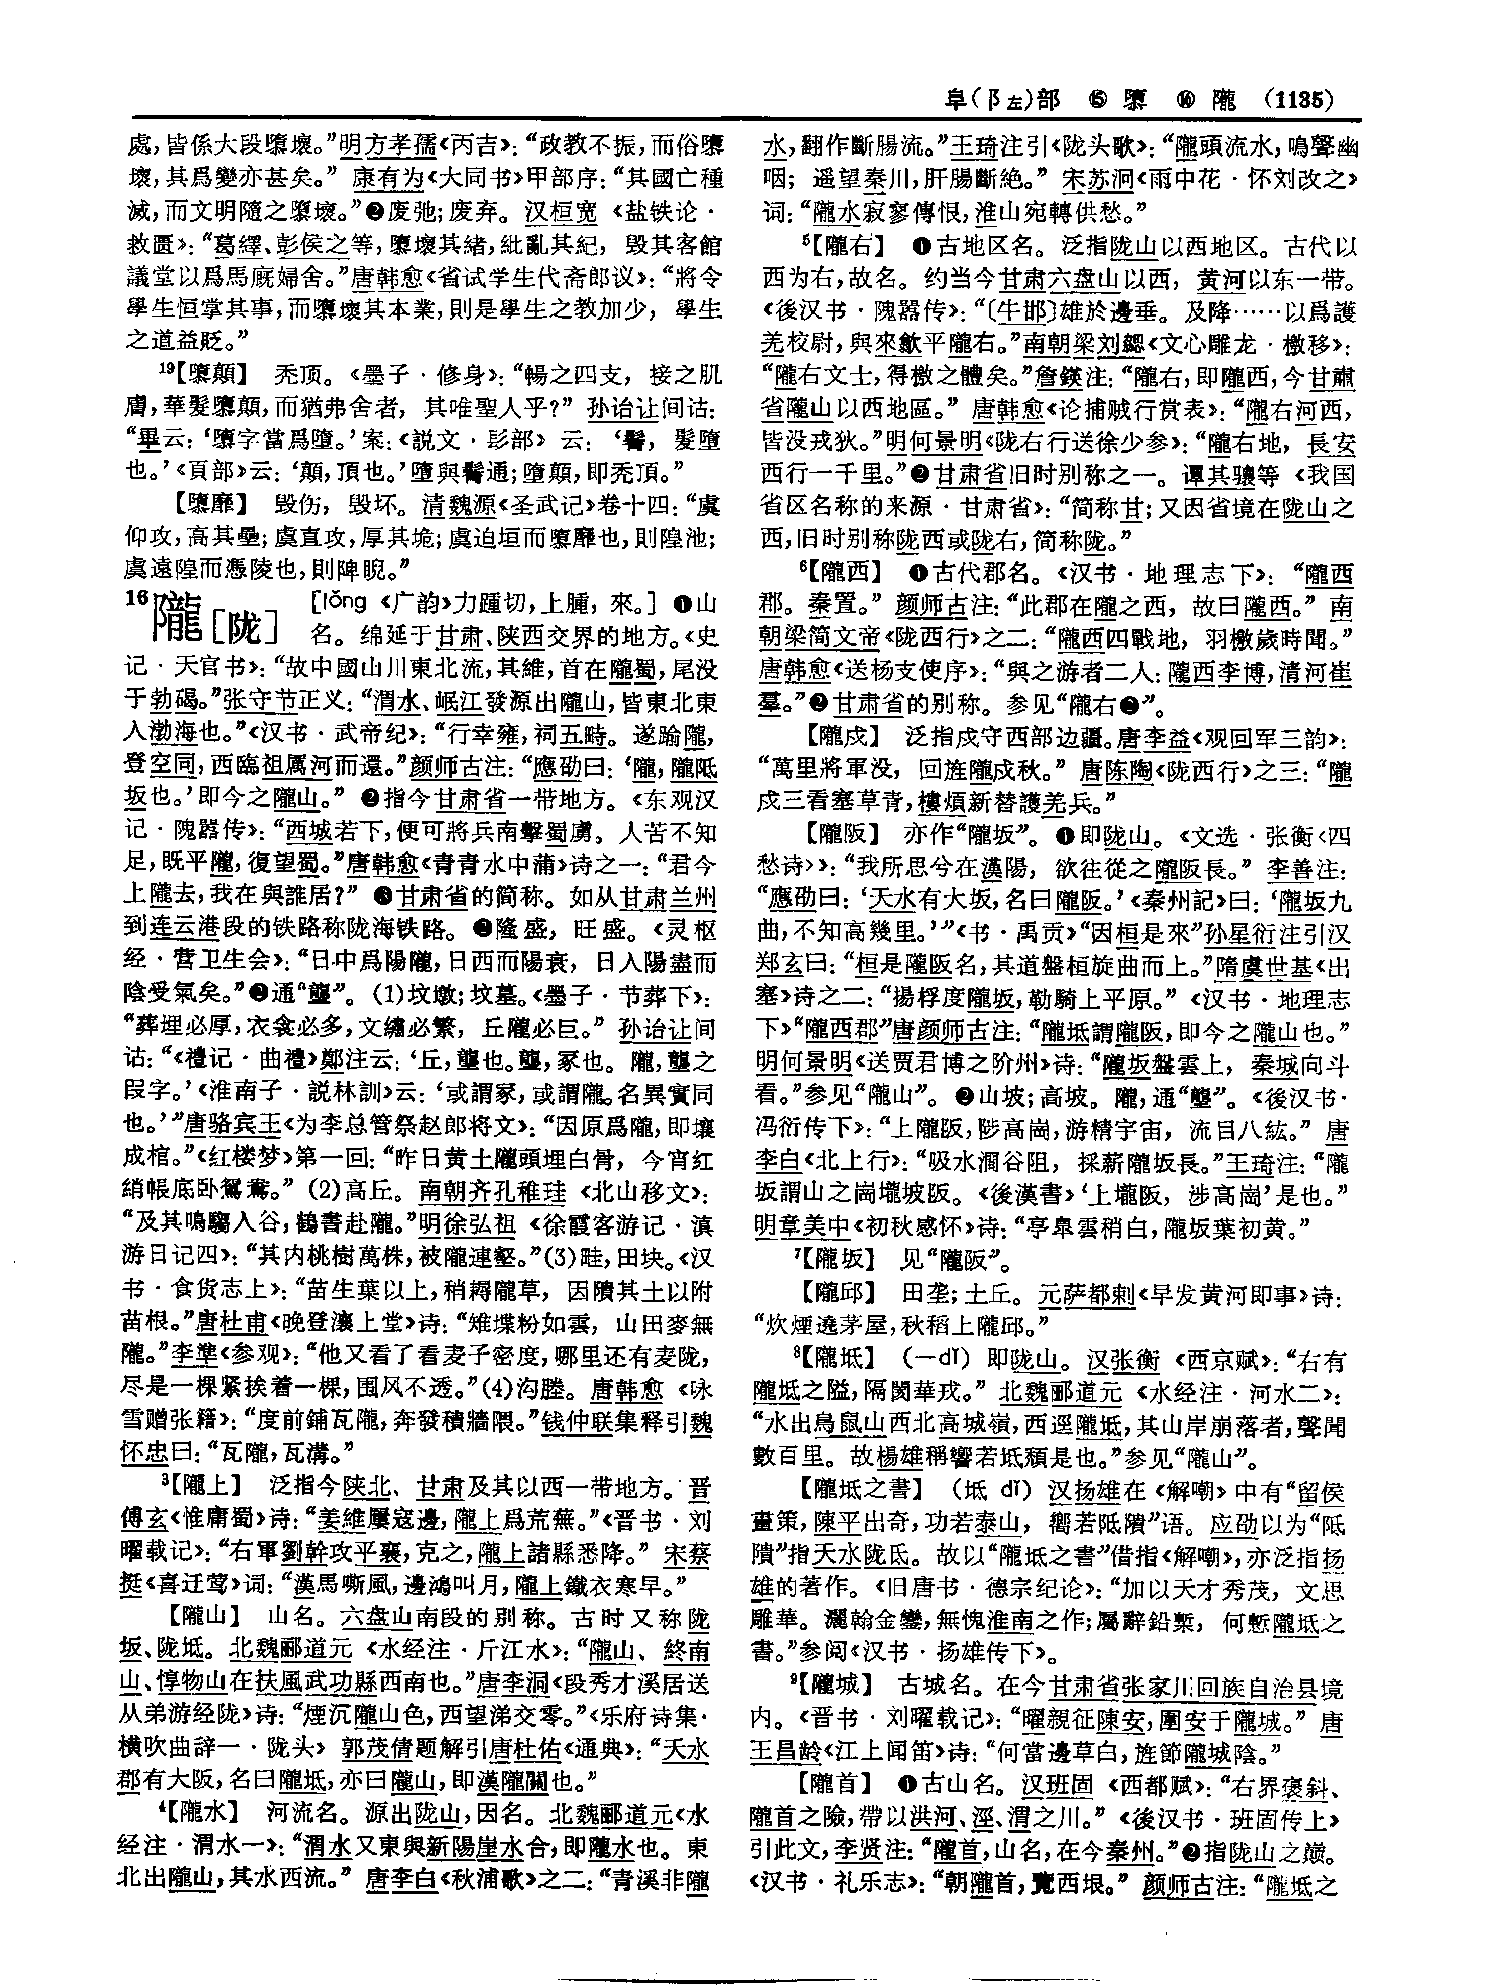 阜(阝左)部 ⑮ 隳 ⑯ 隴 (1135)
處，皆係大段隳壞。”明方孝孺《丙吉》：“政教不振，而俗隳
壞，其爲變亦甚矣。” 康有为《大同书》甲部序：“其國亡種
滅，而文明隨之隳壞。”❷废弛；废弃。汉桓宽《盐铁论·
救匮》：“葛繹、彭侯之等，隳壞其緒，紕亂其紀， 毁其客館
議堂以爲馬廄婦舍。”唐韩愈《省试学生代斋郎议》：“將令
學生恒掌其事，而隳壞其本業，則是學生之教加少， 學生
之道益貶。”
¹⁹【隳顛】 秃顶。《墨子·修身》：“暢之四支， 接之肌
膚，華髮隳顛，而猶弗舍者， 其唯聖人乎？” 孙诒让间诂：
“畢云：‘隳字當爲墮。’案：《説文·髟部》云：‘鬌， 髮墮
也。’《頁部》云：‘顛，頂也。’墮與鬌通；墮顛，即秃頂。”
【隳靡】 毁伤，毁坏。清魏源《圣武记》卷十四：“虞
仰攻，高其壘；虞直攻，厚其垝；虞迫垣而隳靡也，則隍池；
虞遠隍而憑陵也，則陴睨。”
16隴[陇] [lǒng 《广韵》力踵切，上腫，來。] ❶山
名。绵延于甘肃、陕西交界的地方。《史
记·天官书》：“故中國山川東北流，其維，首在隴蜀，尾没
于勃碣。”张守节正义：“渭水、岷江發源出隴山，皆東北東
入渤海也。”《汉书·武帝纪》：“行幸雍，祠五畤。遂踰隴，
登空同，西臨祖厲河而還。”颜师古注：“應劭曰：‘隴，隴阺
坂也。’即今之隴山。” ❷指今甘肃省一带地方。《东观汉
记·隗嚣传》：“西城若下，便可將兵南擊蜀虜。人苦不知
足，既平隴，復望蜀。”唐韩愈《青青水中蒲》诗之一：“君今
上隴去，我在與誰居？” ❸甘肃省的简称。如从甘肃兰州
到连云港段的铁路称陇海铁路。❹隆盛，旺盛。《灵枢
经·营卫生会》：“日中爲陽隴，日西而陽衰， 日入陽盡而
陰受氣矣。”❺通“壟”。(1)坟墩；坟墓。《墨子·节葬下》：
“葬埋必厚，衣衾必多，文繡必繁， 丘隴必巨。” 孙诒让间
诂：“《禮记·曲禮》鄭注云：‘丘，壟也。壟，冢也。隴，壟之
叚字。’《淮南子·説林訓》云：‘或謂冢，或謂隴。名異實同
也。’”唐骆宾王《为李总管祭赵郎将文》：“因原爲隴，即壤
成棺。”《红楼梦》第一回：“昨日黄土隴頭埋白骨， 今宵红
綃帳底卧鴛鴦。” (2)高丘。南朝齐孔稚珪《北山移文》：
“及其鳴騶入谷，鶴書赴隴。”明徐弘祖《徐霞客游记·滇
游日记四》：“其内桃樹萬株，被隴連壑。”(3)畦，田块。《汉
书·食货志上》：“苗生葉以上，稍耨隴草， 因隤其土以附
苗根。”唐杜甫《晚登瀼上堂》诗：“雉堞粉如雲， 山田麥無
隴。”李準《参观》：“他又看了看麦子密度，哪里还有麦陇，
尽是一棵紧挨着一棵，围风不透。”(4)沟塍。唐韩愈《咏
雪赠张籍》：“度前鋪瓦隴，奔發積牆隈。”钱仲联集释引魏
怀忠曰：“瓦隴，瓦溝。”
³【隴上】 泛指今陕北、甘肃及其以西一带地方。晋
傅玄《惟庸蜀》诗：“姜維屢寇邊，隴上爲荒蕪。”《晋书·刘
曜载记》：“右軍劉幹攻平襄，克之，隴上諸縣悉降。” 宋蔡
挺《喜迁莺》词：“漢馬嘶風，邊鴻叫月，隴上鐵衣寒早。”
【隴山】 山名。六盘山南段的别称。古时又称陇
坂、陇坻。北魏郦道元《水经注·斤江水》：“隴山、終南
山、惇物山在扶風武功縣西南也。”唐李洞《段秀才溪居送
从弟游经陇》诗：“煙沉隴山色，西望涕交零。”《乐府诗集·
横吹曲辞一·陇头》郭茂倩题解引唐杜佑《通典》：“天水
郡有大阪，名曰隴坻，亦曰隴山，即漢隴關也。”
⁴【隴水】 河流名。源出陇山，因名。北魏郦道元《水
经注·渭水一》：“渭水又東與新陽崖水合，即隴水也。東
北出隴山，其水西流。” 唐李白《秋浦歌》之二：“青溪非隴
水，翻作斷腸流。”王琦注引《陇头歌》：“隴頭流水，鳴聲幽
咽；遥望秦川，肝腸斷絶。” 宋苏泂《雨中花·怀刘改之》
词：“隴水寂寥傳恨，淮山宛轉供愁。”
⁵【隴右】 ❶古地区名。泛指陇山以西地区。古代以
西为右，故名。约当今甘肃六盘山以西，黄河以东一带。
《後汉书·隗嚣传》：“〔牛邯〕雄於邊垂。及降……以爲護
羌校尉，與來歙平隴右。”南朝梁刘勰《文心雕龙·檄移》：
“隴右文士，得檄之體矣。”詹鍈注：“隴右，即隴西，今甘肅
省隴山以西地區。” 唐韩愈《论捕贼行赏表》：“隴右河西，
皆没戎狄。”明何景明《陇右行送徐少参》：“隴右地，長安
西行一千里。”❷甘肃省旧时别称之一。谭其骧等《我国
省区名称的来源·甘肃省》：“简称甘；又因省境在陇山之
西，旧时别称陇西或陇右，简称陇。”
⁶【隴西】 ❶古代郡名。《汉书·地理志下》：“隴西
郡。秦置。” 颜师古注：“此郡在隴之西，故曰隴西。” 南
朝梁简文帝《陇西行》之二：“隴西四戰地，羽檄歲時聞。”
唐韩愈《送杨支使序》：“與之游者二人：隴西李博，清河崔
羣。”❷甘肃省的别称。参见“隴右❷”。
【隴戍】 泛指戍守西部边疆。唐李益《观回军三韵》：
“萬里將軍没，回旌隴戍秋。” 唐陈陶《陇西行》之三：“隴
戍三看塞草青，樓煩新替護羌兵。”
【隴阪】 亦作“隴坂”。❶即陇山。《文选·张衡〈四
愁诗〉》：“我所思兮在漢陽，欲往從之隴阪長。” 李善注：
“應劭曰：‘天水有大坂，名曰隴阪。’《秦州記》曰：‘隴坂九
曲，不知高幾里。’”《书·禹贡》“因桓是來”孙星衍注引汉
郑玄曰：“桓是隴阪名，其道盤桓旋曲而上。”隋虞世基《出
塞》诗之二：“揚桴度隴坂，勒騎上平原。”《汉书·地理志
下》“隴西郡”唐颜师古注：“隴坻謂隴阪，即今之隴山也。”
明何景明《送贾君博之阶州》诗：“隴坂盤雲上，秦城向斗
看。”参见“隴山”。❷山坡；高坡。隴，通“壟”。《後汉书·
冯衍传下》：“上隴阪，陟高崗，游精宇宙，流目八紘。” 唐
李白《北上行》：“吸水澗谷阻，採薪隴坂長。”王琦注：“隴
坂謂山之崗壠坡阪。《後漢書》‘上壠阪，涉高崗’是也。”
明章美中《初秋感怀》诗：“亭皋雲稍白，隴坂葉初黄。”
⁷【隴坂】 见“隴阪”。
【隴邱】 田垄；土丘。元萨都剌《早发黄河即事》诗：
“炊煙遶茅屋，秋稻上隴邱。”
⁸【隴坻】 (—dǐ) 即陇山。汉张衡《西京赋》：“右有
隴坻之隘，隔閡華戎。” 北魏郦道元《水经注·河水二》：
“水出鳥鼠山西北高城嶺，西逕隴坻，其山岸崩落者，聲聞
數百里。故楊雄稱響若坻頹是也。”参见“隴山”。
【隴坻之書】 (坻 dǐ) 汉扬雄在《解嘲》中有“留侯
畫策，陳平出奇，功若泰山，嚮若阺隤”语。应劭以为“阺
隤”指天水陇氐。故以“隴坻之書”借指《解嘲》，亦泛指扬
雄的著作。《旧唐书·德宗纪论》：“加以天才秀茂，文思
雕華。灑翰金鑾，無愧淮南之作；屬辭鉛槧，何慙隴坻之
書。”参阅《汉书·扬雄传下》。
⁹【隴城】 古城名。在今甘肃省张家川回族自治县境
内。《晋书·刘曜载记》：“曜親征陳安，圍安于隴城。” 唐
王昌龄《江上闻笛》诗：“何當邊草白，旌節隴城陰。”
【隴首】 ❶古山名。汉班固《西都赋》：“右界褒斜、
隴首之險，帶以洪河、涇、渭之川。”《後汉书·班固传上》
引此文，李贤注：“隴首，山名，在今秦州。”❷指陇山之巅。
《汉书·礼乐志》：“朝隴首，覽西垠。” 颜师古注：“隴坻之